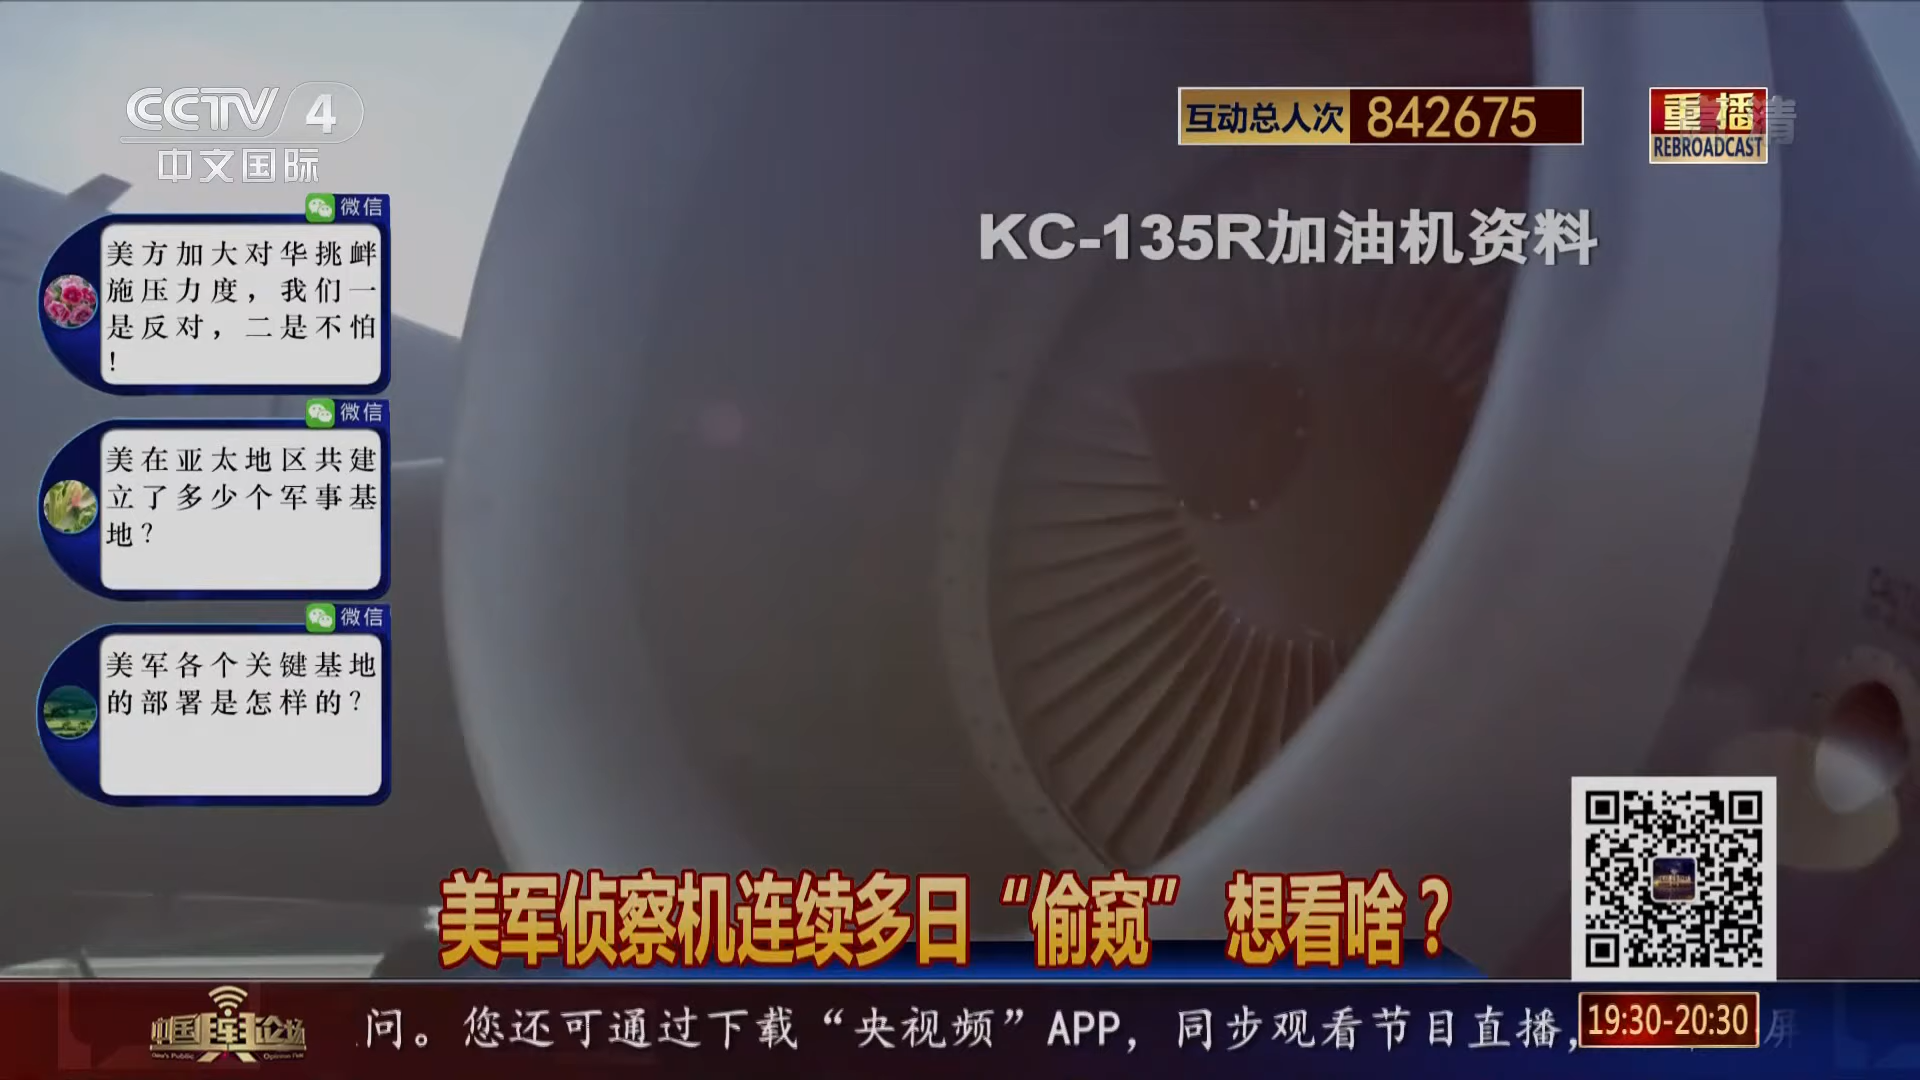 CCTV 4
中文国际
互动总人次 842675
重播
REBROADCAST
KC-135R加油机资料
微信
美方加大对华挑衅
施压力度，我们一
是反对，二是不怕
！
微信
美在亚太地区共建
立了多少个军事基
地？
微信
美军各个关键基地
的部署是怎样的？
美军侦察机连续多日“偷窥” 想看啥？
中国舆论场
China's Public Opinion Field
问。您还可通过下载“央视频”APP，同步观看节目直播，
19:30-20:30
屏